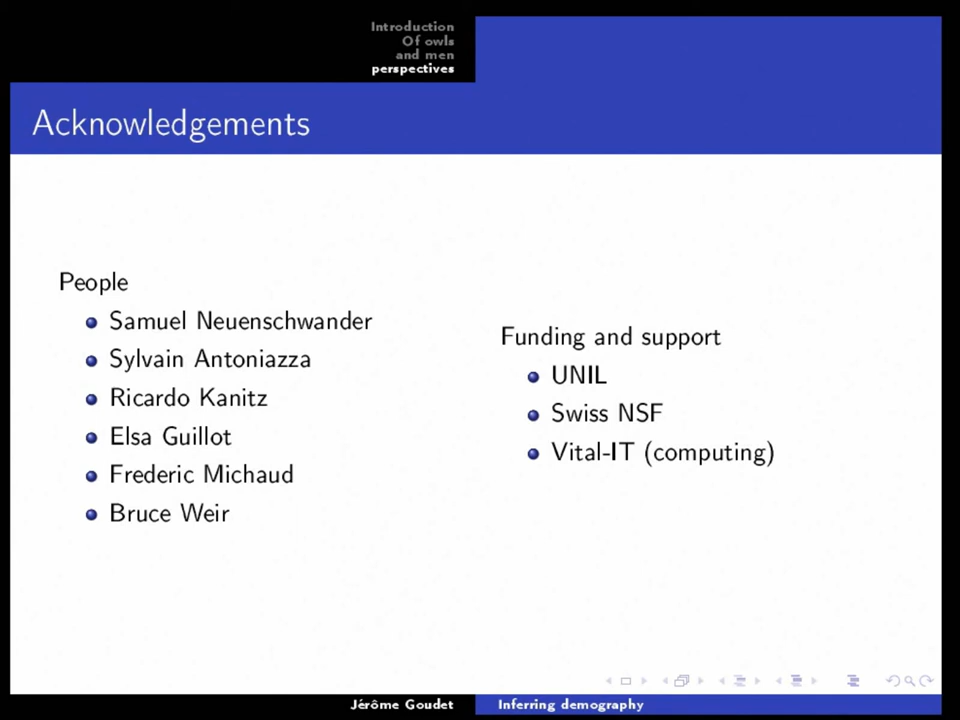 Introduction
Of owls
and men
perspectives
Acknowledgements
People
Samuel Neuenschwander
Sylvain Antoniazza
Ricardo Kanitz
Elsa Guillot
Frederic Michaud
Bruce Weir
Funding and support
UNIL
Swiss NSF
Vital-IT (computing)
Jérôme Goudet
Inferring demography